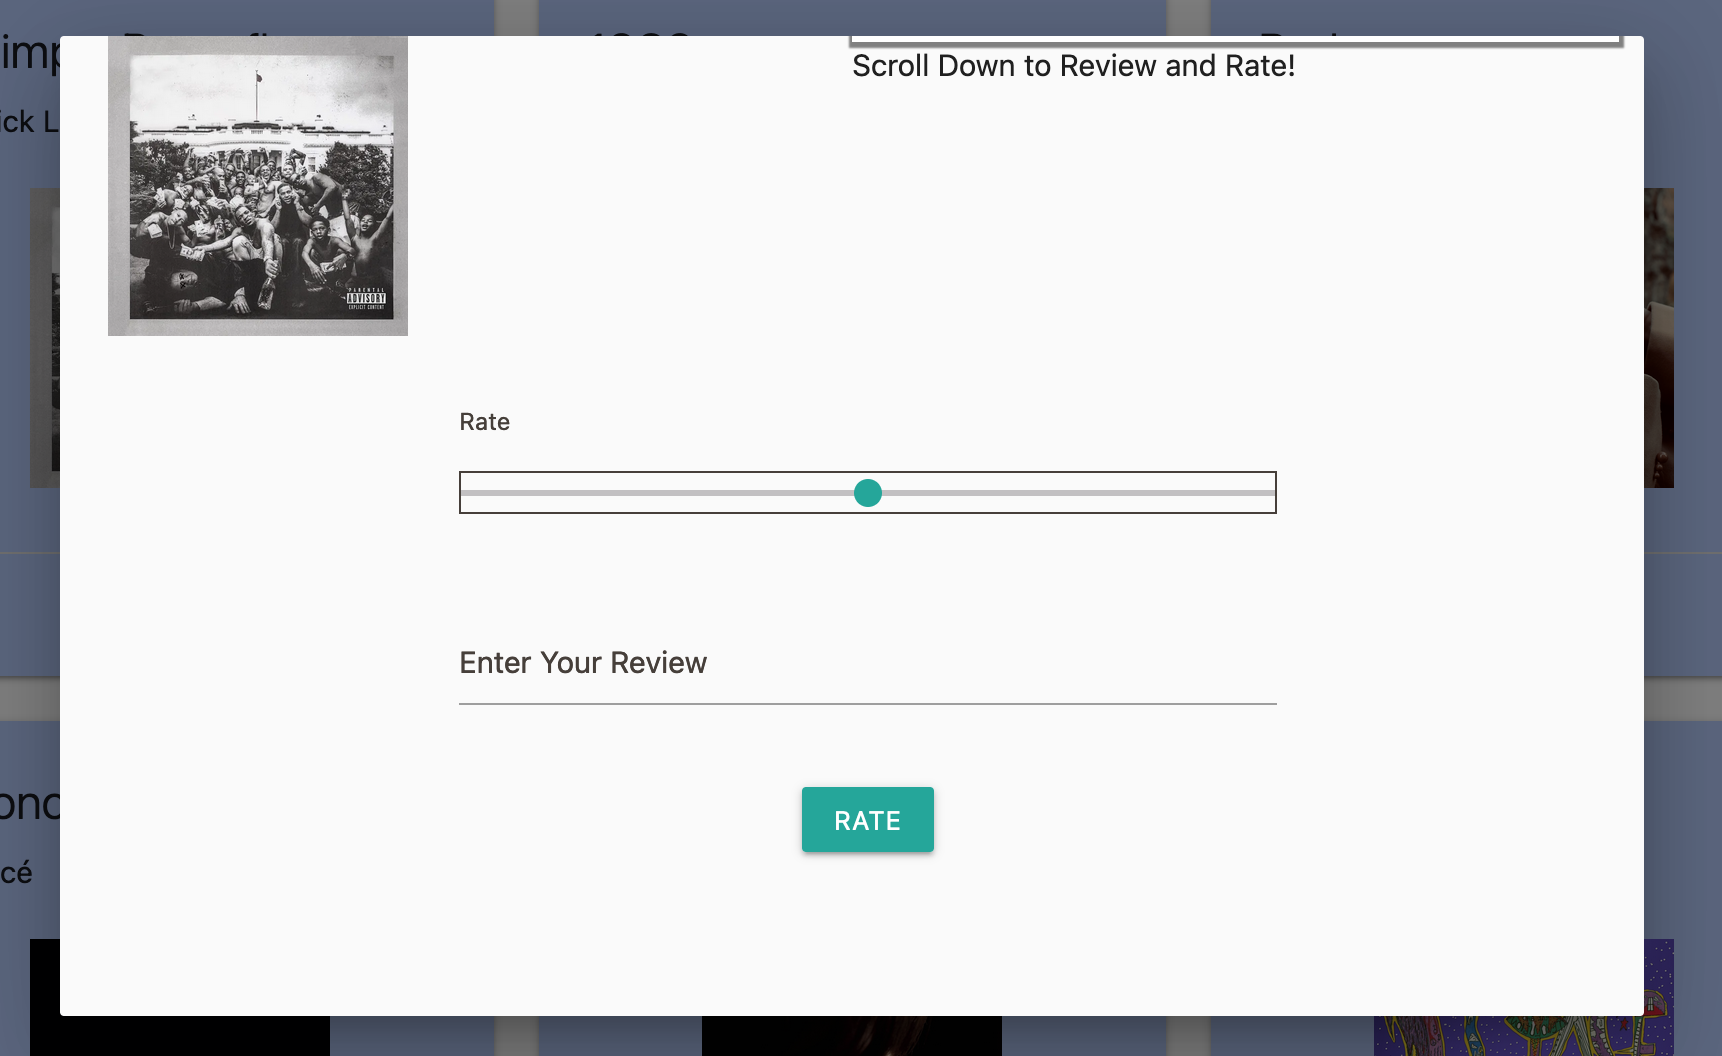 imp
Scroll Down to Review and Rate!
ick L
PARENTAL
ADVISORY
EXPLICIT CONTENT
Rate
Enter Your Review
RATE
onc
cé